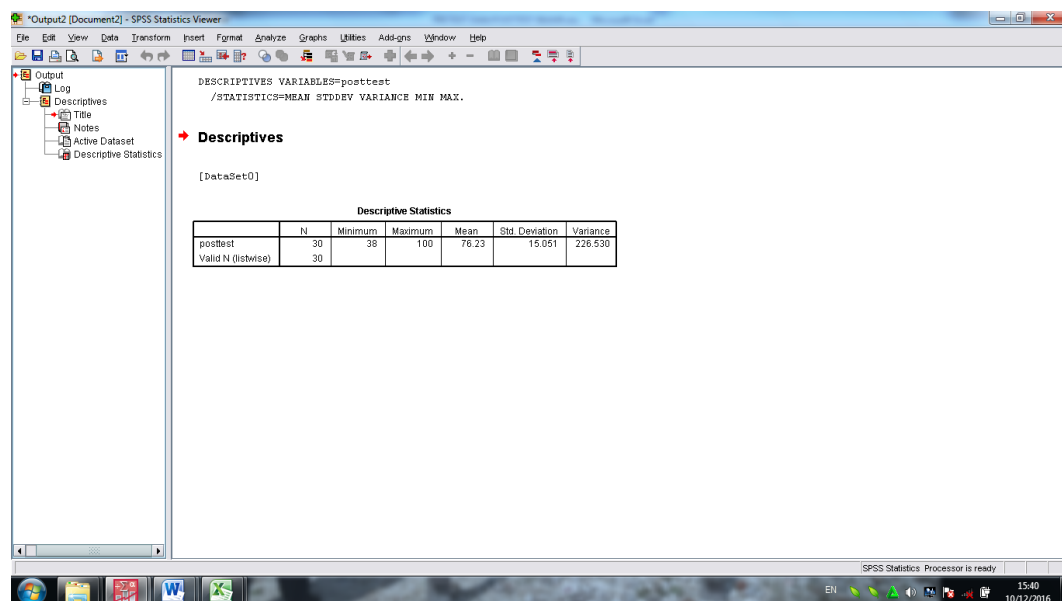 *Output2 [Document2] - SPSS Statistics Viewer
File Edit View Data Transform Insert Format Analyze Graphs Utilities Add-ons Window Help
Output
Log
Descriptives
Title
Notes
Active Dataset
Descriptive Statistics
DESCRIPTIVES VARIABLES=posttest
/STATISTICS=MEAN STDDEV VARIANCE MIN MAX.
Descriptives
[DataSet0]
Descriptive Statistics
N Minimum Maximum Mean Std. Deviation Variance
posttest 30 38 100 76.23 15.051 226.530
Valid N (listwise) 30
SPSS Statistics Processor is ready
EN 15:40
10/12/2016